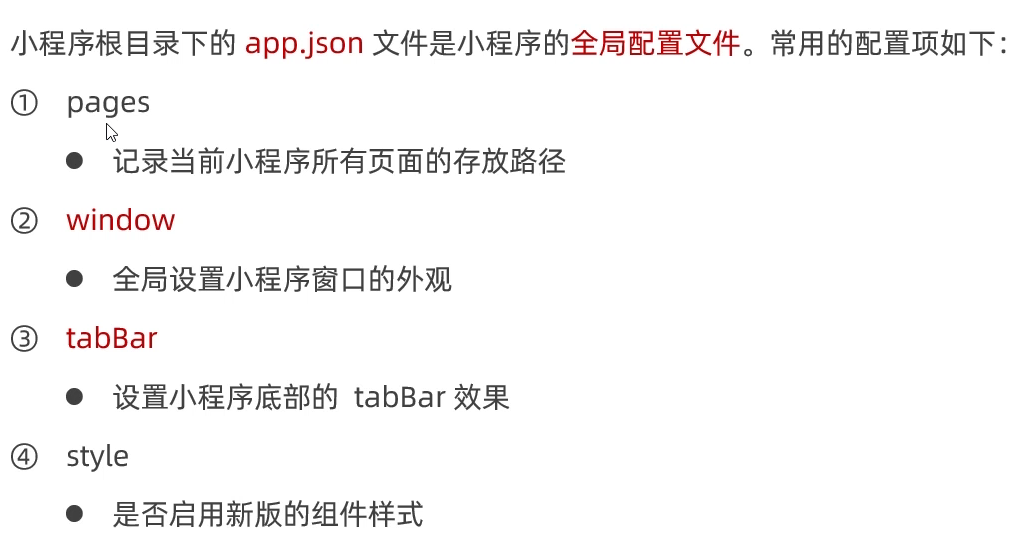 小程序根目录下的 app.json 文件是小程序的全局配置文件。常用的配置项如下：
① pages
● 记录当前小程序所有页面的存放路径
② window
● 全局设置小程序窗口的外观
③ tabBar
● 设置小程序底部的 tabBar 效果
④ style
● 是否启用新版的组件样式